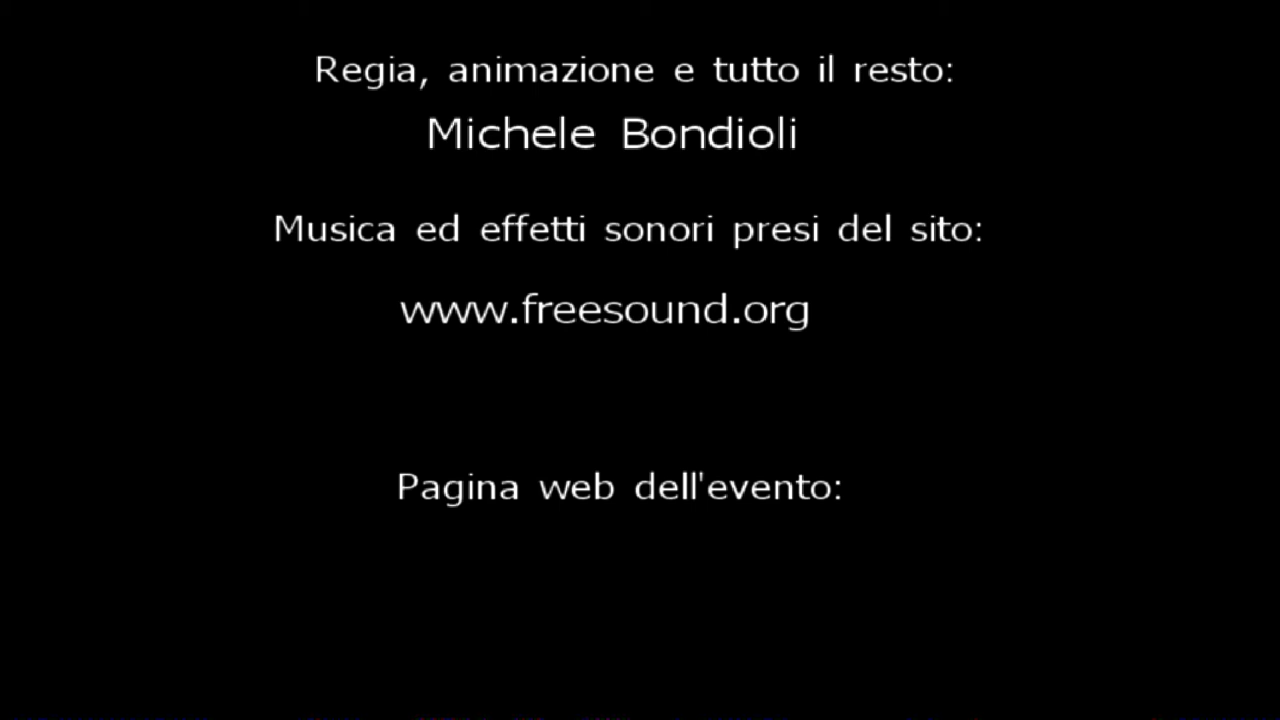 Regia, animazione e tutto il resto:
Michele Bondioli
Musica ed effetti sonori presi del sito:
www.freesound.org
Pagina web dell'evento: